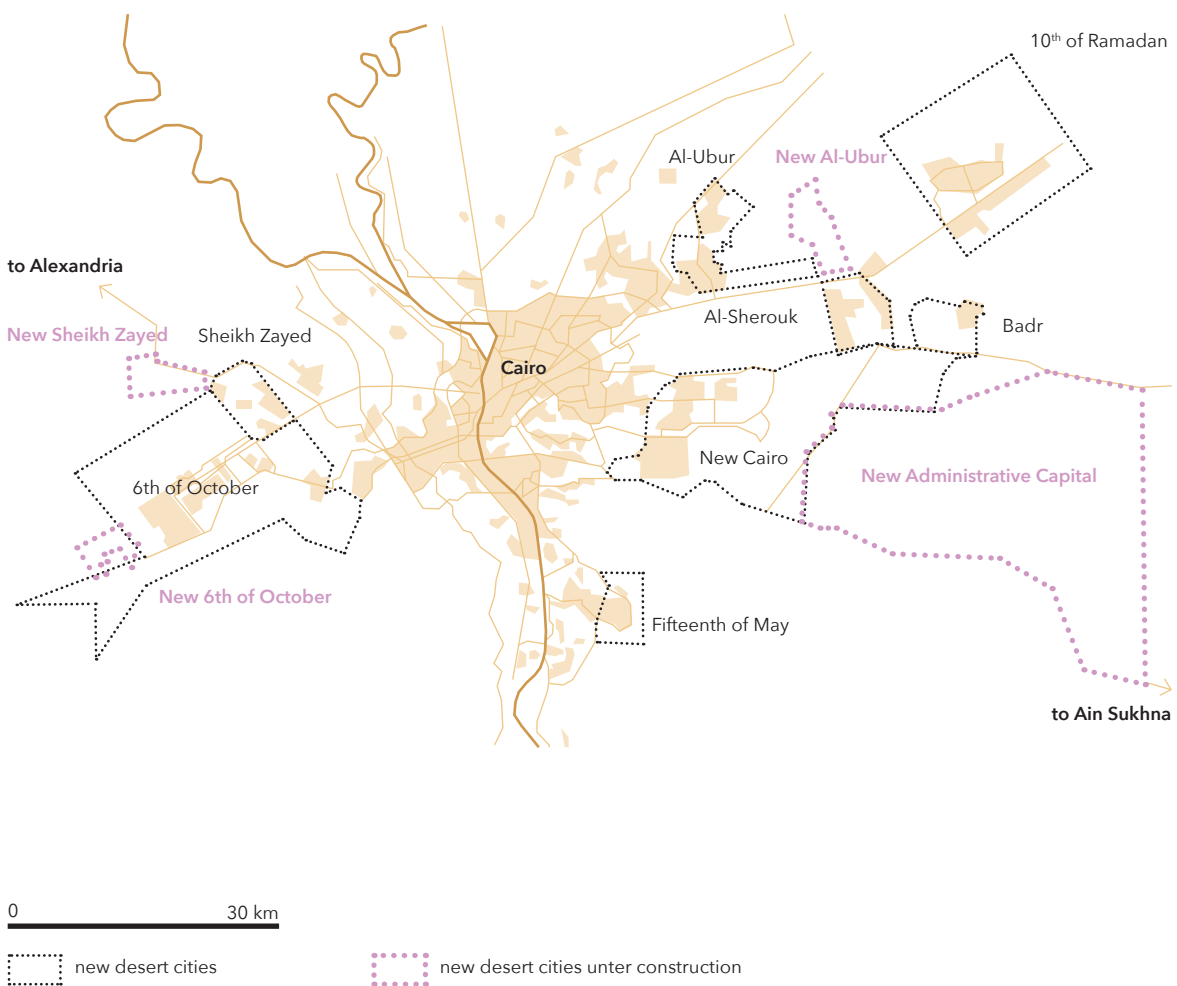 10th of Ramadan
Al-Ubur
New Al-Ubur
to Alexandria
New Sheikh Zayed
Sheikh Zayed
Al-Sherouk
Badr
Cairo
New Cairo
New Administrative Capital
6th of October
New 6th of October
Fifteenth of May
to Ain Sukhna
0
30 km
new desert cities
new desert cities unter construction